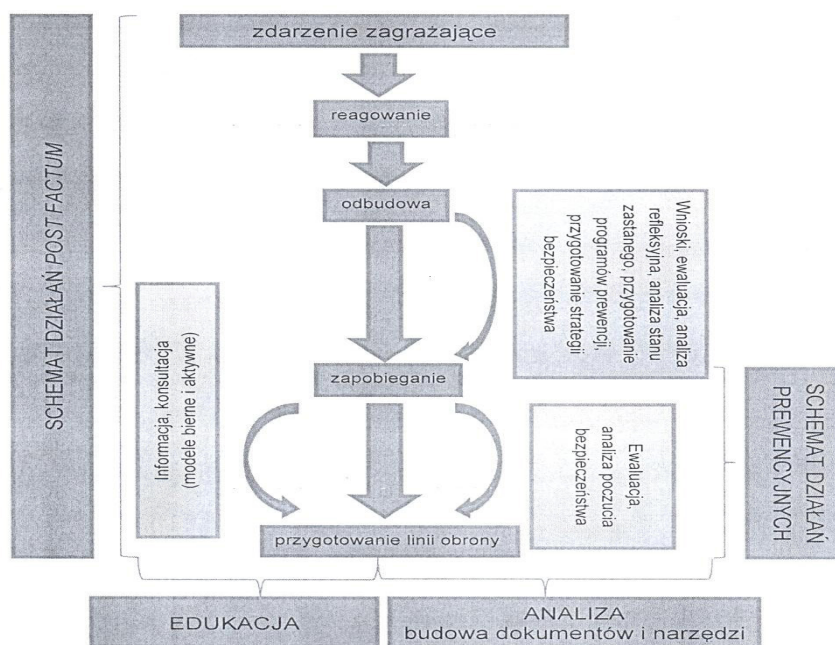 zdarzenie zagrażające
reagowanie
odbudowa
zapobieganie
przygotowanie linii obrony
SCHEMAT DZIAŁAŃ POST FACTUM
Informacja, konsultacja
(modele bierne i aktywne)
Wnioski, ewaluacja, analiza
refleksyjna, analiza stanu
zastanego, przygotowanie
programów prewencji,
przygotowanie strategii
bezpieczeństwa
Ewaluacja,
analiza poczucia
bezpieczeństwa
SCHEMAT DZIAŁAŃ
PREWENCYJNYCH
EDUKACJA
ANALIZA
budowa dokumentów i narzędzi